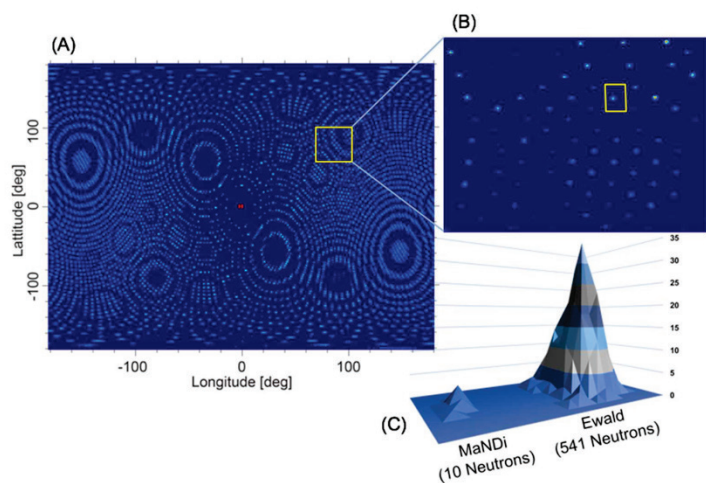 (A)
(B)
100
0
-100
Lattitude [deg]
-100
0
100
Longitude [deg]
35
30
25
20
15
10
5
0
(C)
MaNDi
(10 Neutrons)
Ewald
(541 Neutrons)